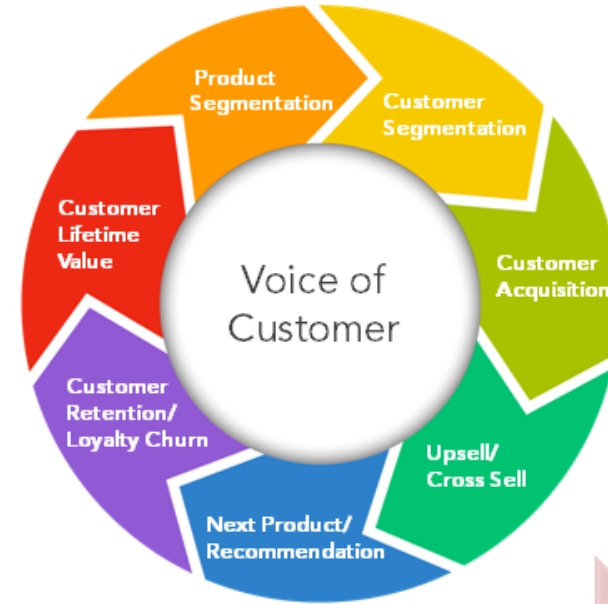 Product
Segmentation
Customer
Segmentation
Customer
Acquisition
Upsell/
Cross Sell
Next Product/
Recommendation
Customer
Retention/
Loyalty Churn
Customer
Lifetime
Value
Voice of
Customer